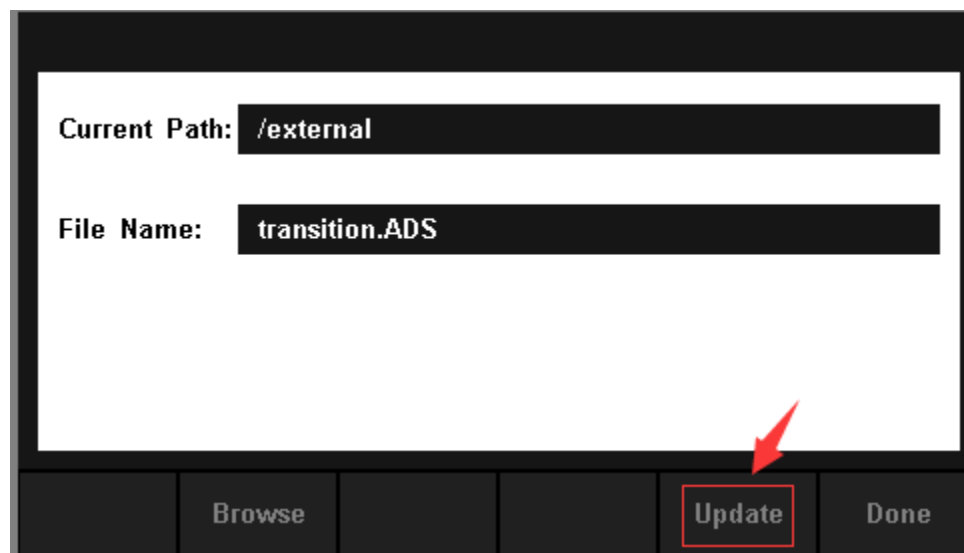 Current Path: /external
File Name: transition.ADS
Browse Update Done